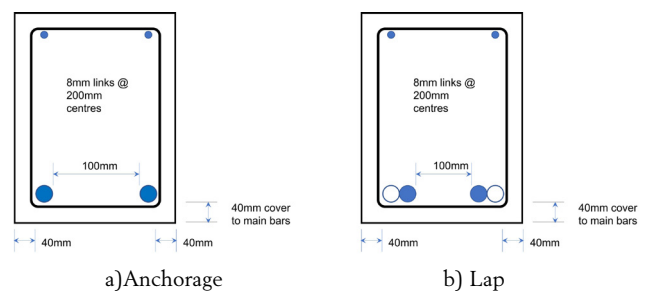 8mm links @
200mm
centres
100mm
40mm cover
to main bars
40mm
40mm
a)Anchorage
8mm links @
200mm
centres
100mm
40mm cover
to main bars
40mm
40mm
b) Lap